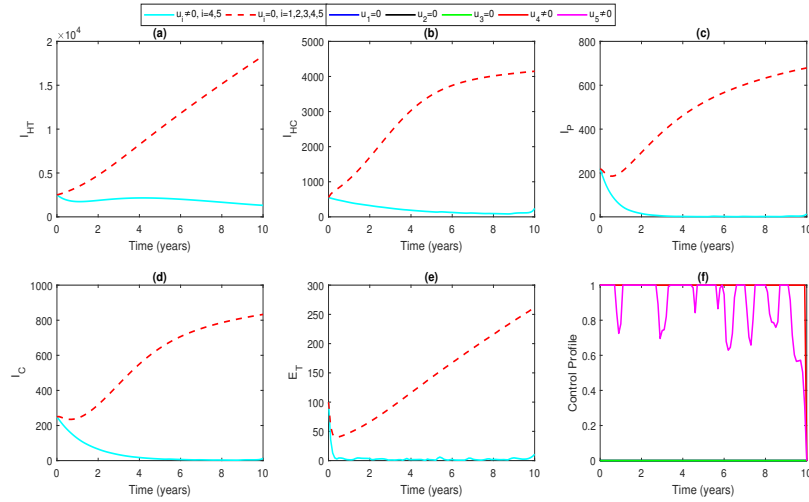 u_i≠0, i=4,5 u_i=0, i=1,2,3,4,5 u_1=0 u_2=0 u_3=0 u_4≠0 u_5≠0
(a) (b) (c)
×10^4
2
1.5
1
0.5
0
I_HT
0 2 4 6 8 10
Time (years)
5000
4000
3000
2000
1000
0
I_HC
0 2 4 6 8 10
Time (years)
800
600
400
200
0
I_P
0 2 4 6 8 10
Time (years)
(d) (e) (f)
1000
800
600
400
200
0
I_C
0 2 4 6 8 10
Time (years)
300
250
200
150
100
50
0
E_T
0 2 4 6 8 10
Time (years)
1
0.8
0.6
0.4
0.2
0
Control Profile
0 2 4 6 8 10
Time (years)